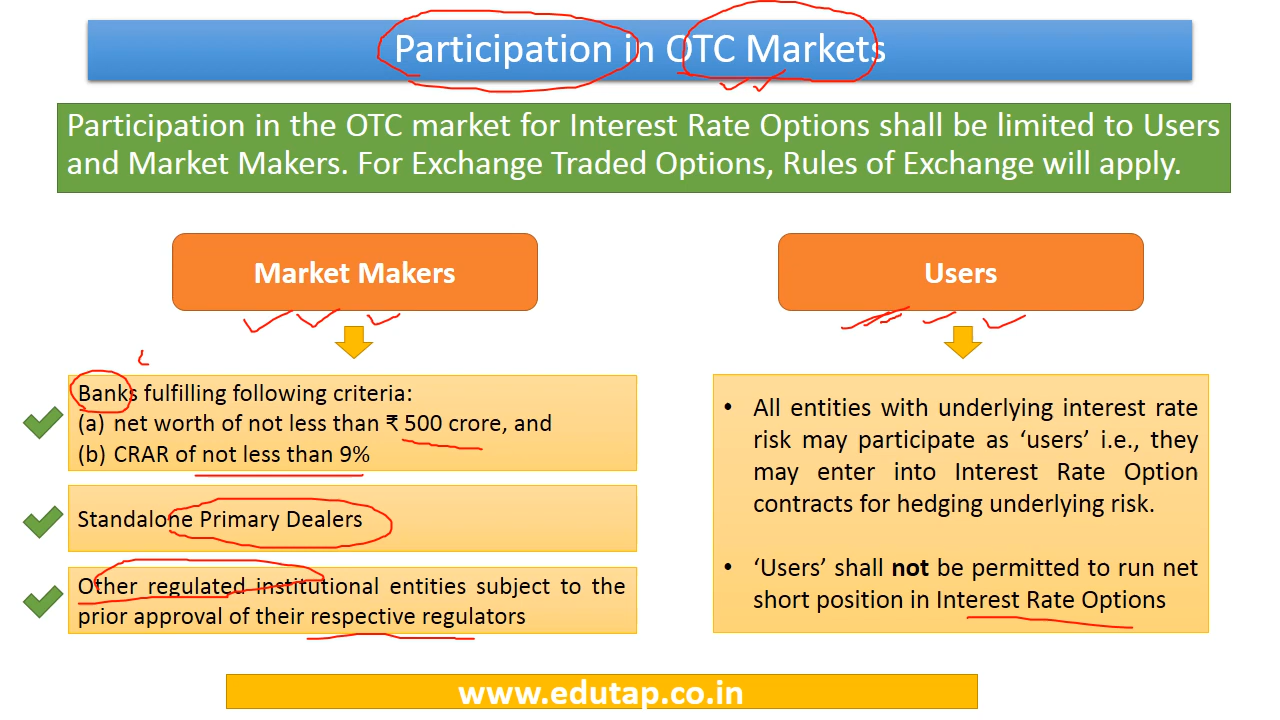 Participation in OTC Markets
Participation in the OTC market for Interest Rate Options shall be limited to Users
and Market Makers. For Exchange Traded Options, Rules of Exchange will apply.
Market Makers
Banks fulfilling following criteria:
(a) net worth of not less than ₹ 500 crore, and
(b) CRAR of not less than 9%
Standalone Primary Dealers
Other regulated institutional entities subject to the
prior approval of their respective regulators
Users
• All entities with underlying interest rate
risk may participate as ‘users’ i.e., they
may enter into Interest Rate Option
contracts for hedging underlying risk.
• ‘Users’ shall not be permitted to run net
short position in Interest Rate Options
www.edutap.co.in